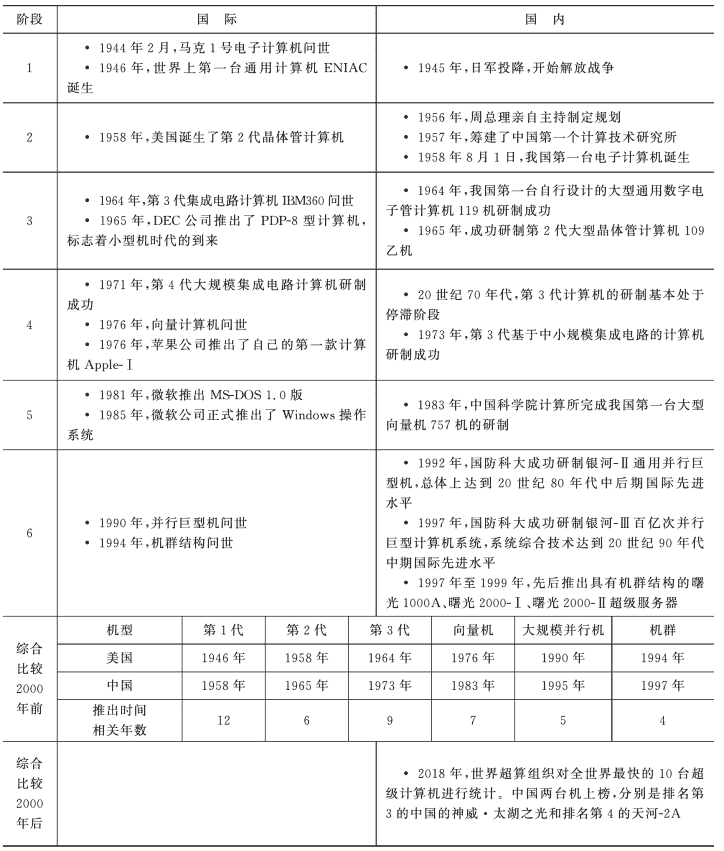 阶段 国 际 国 内
1
• 1944 年 2 月,马克 1 号电子计算机问世
• 1946 年,世界上第一台通用计算机 ENIAC
诞生
• 1945 年,日军投降,开始解放战争
2
• 1958 年,美国诞生了第 2 代晶体管计算机
• 1956 年,周总理亲自主持制定规划
• 1957 年,筹建了中国第一个计算技术研究所
• 1958 年 8 月 1 日,我国第一台电子计算机诞生
3
• 1964 年,第 3 代集成电路计算机 IBM360 问世
• 1965 年,DEC 公司推出了 PDP-8 型计算机,
标志着小型机时代的到来
• 1964 年,我国第一台自行设计的大型通用数字电
子管计算机 119 机研制成功
• 1965 年,成功研制第 2 代大型晶体管计算机 109
乙机
4
• 1971 年,第 4 代大规模集成电路计算机研制
成功
• 1976 年,向量计算机问世
• 1976 年,苹果公司推出了自己的第一款计算
机 Apple-Ⅰ
• 20 世纪 70 年代,第 3 代计算机的研制基本处于
停滞阶段
• 1973 年,第 3 代基于中小规模集成电路的计算机
研制成功
5
• 1981 年,微软推出 MS-DOS 1.0 版
• 1985 年,微软公司正式推出了 Windows 操作
系统
• 1983 年,中国科学院计算所完成我国第一台大型
向量机 757 机的研制
6
• 1990 年,并行巨型机问世
• 1994 年,机群结构问世
• 1992 年,国防科大成功研制银河-Ⅱ通用并行巨
型机,总体上达到 20 世纪 80 年代中后期国际先进
水平
• 1997 年,国防科大成功研制银河-Ⅲ百亿次并行
巨型计算机系统,系统综合技术达到 20 世纪 90 年代
中期国际先进水平
• 1997 年至 1999 年,先后推出具有机群结构的曙
光 1000A、曙光 2000-Ⅰ、曙光 2000-Ⅱ超级服务器
综合
比较
2000
年前
机型 第 1 代 第 2 代 第 3 代 向量机 大规模并行机 机群
美国 1946 年 1958 年 1964 年 1976 年 1990 年 1994 年
中国 1958 年 1965 年 1973 年 1983 年 1995 年 1997 年
推出时间
相关年数
12 6 9 7 5 4
综合
比较
2000
年后
• 2018 年,世界超算组织对全世界最快的 10 台超
级计算机进行统计。中国两台机上榜,分别是排名第
3 的中国的神威·太湖之光和排名第 4 的天河-2A